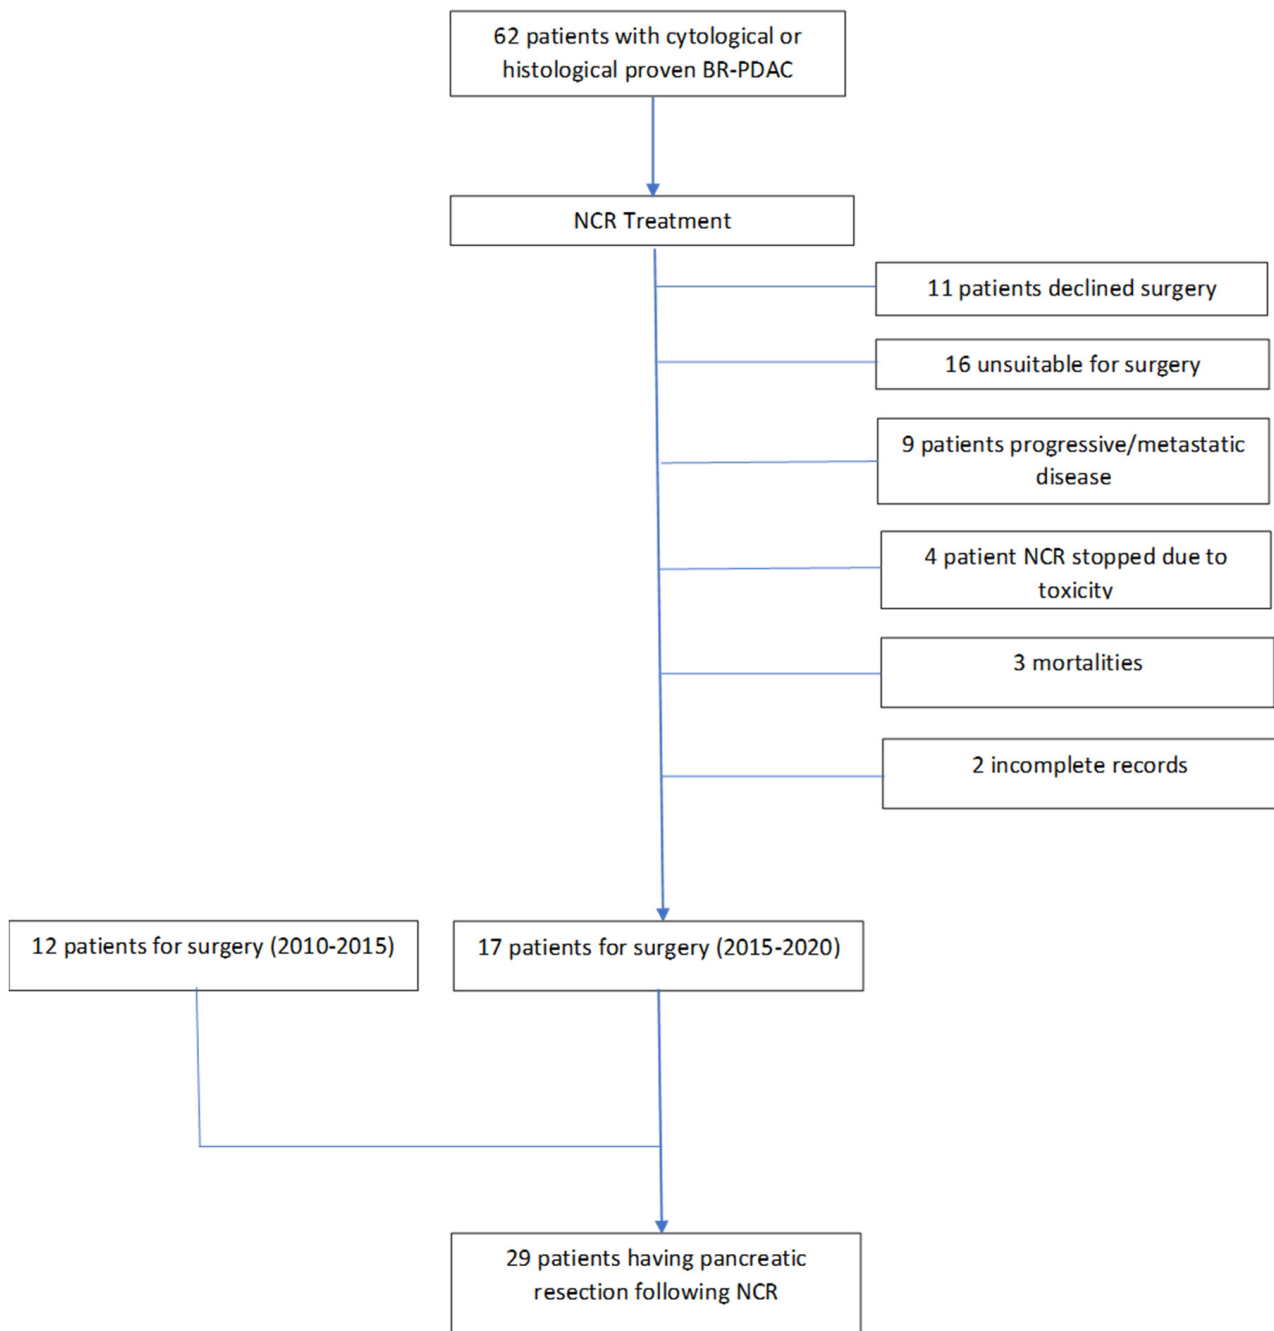 62 patients with cytological or
histological proven BR-PDAC
NCR Treatment
11 patients declined surgery
16 unsuitable for surgery
9 patients progressive/metastatic
disease
4 patient NCR stopped due to
toxicity
3 mortalities
2 incomplete records
12 patients for surgery (2010-2015)
17 patients for surgery (2015-2020)
29 patients having pancreatic
resection following NCR